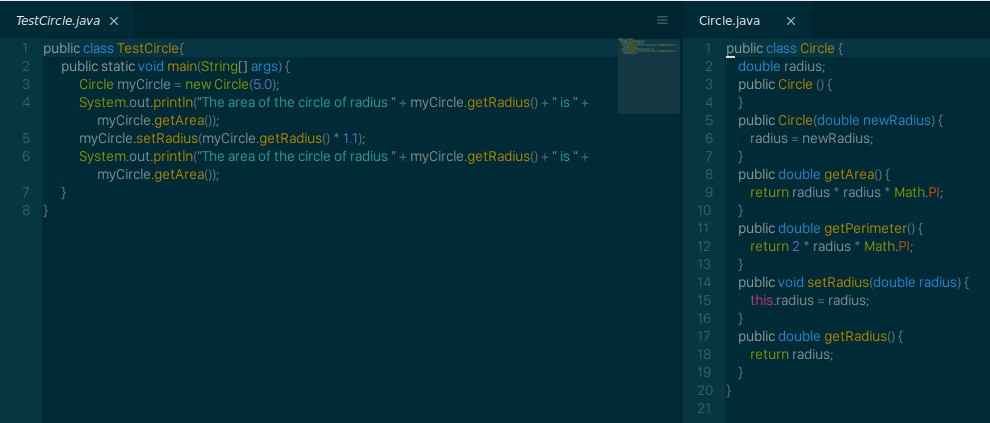 TestCircle.java ×
1 public class TestCircle{
2 public static void main(String[] args) {
3 Circle myCircle = new Circle(5.0);
4 System.out.println("The area of the circle of radius " + myCircle.getRadius() + " is " +
myCircle.getArea());
5 myCircle.setRadius(myCircle.getRadius() * 1.1);
6 System.out.println("The area of the circle of radius " + myCircle.getRadius() + " is " +
myCircle.getArea());
7 }
8 }
Circle.java ×
1 public class Circle {
2 double radius;
3 public Circle () {
4 }
5 public Circle(double newRadius) {
6 radius = newRadius;
7 }
8 public double getArea() {
9 return radius * radius * Math.PI;
10 }
11 public double getPerimeter() {
12 return 2 * radius * Math.PI;
13 }
14 public void setRadius(double radius) {
15 this.radius = radius;
16 }
17 public double getRadius() {
18 return radius;
19 }
20 }
21